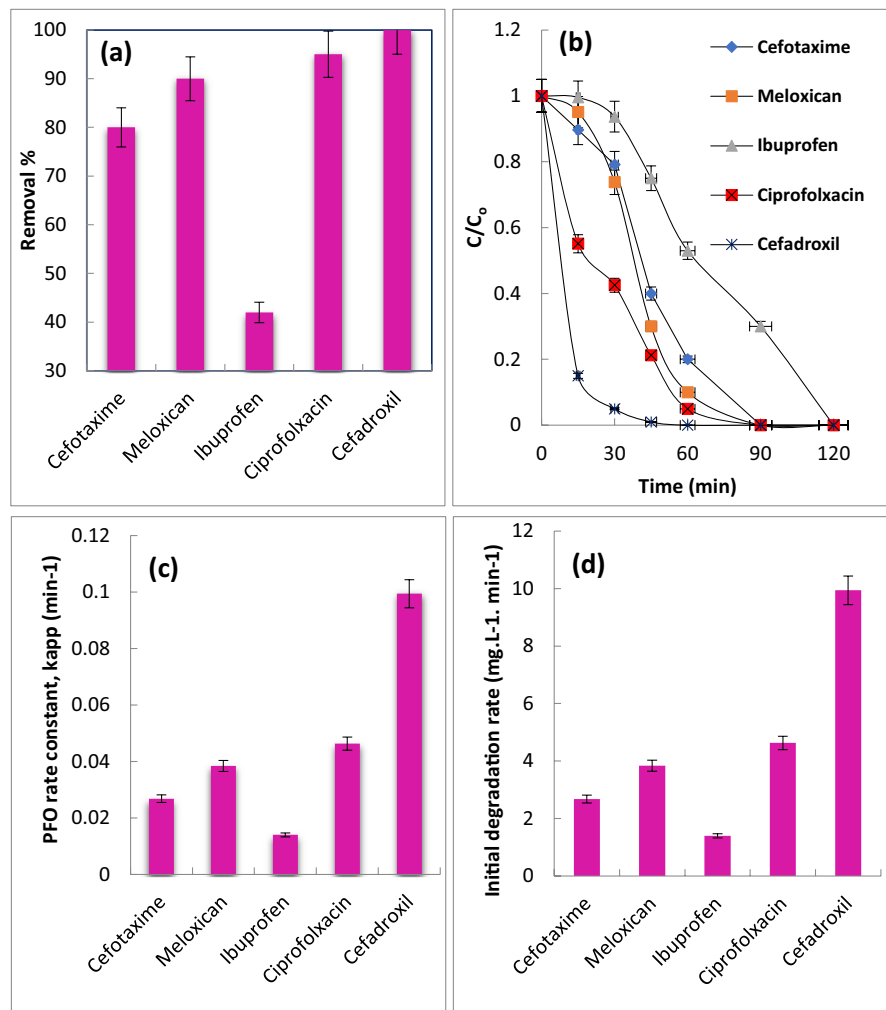 (a)
Removal %
100
90
80
70
60
50
40
30
Cefotaxime
Meloxican
Ibuprofen
Ciprofolxacin
Cefadroxil
(b)
C/Co
1.2
1
0.8
0.6
0.4
0.2
0
0
30
60
90
120
Time (min)
Cefotaxime
Meloxican
Ibuprofen
Ciprofolxacin
Cefadroxil
(c)
PFO rate constant, kapp (min-1)
0.12
0.1
0.08
0.06
0.04
0.02
0
Cefotaxime
Meloxican
Ibuprofen
Ciprofolxacin
Cefadroxil
(d)
Initial degradation rate (mg.L-1. min-1)
12
10
8
6
4
2
0
Cefotaxime
Meloxican
Ibuprofen
Ciprofolxacin
Cefadroxil